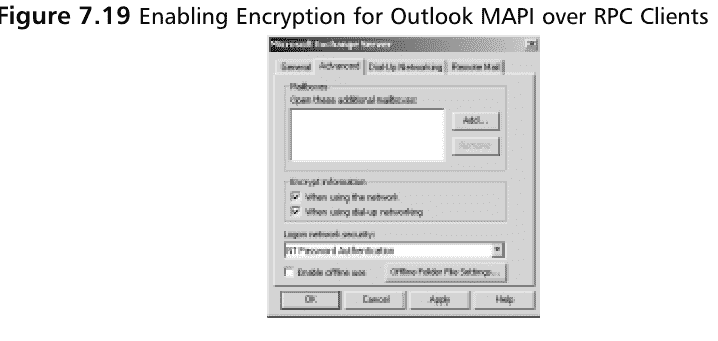 Figure 7.19 Enabling Encryption for Outlook MAPI over RPC Clients
Microsoft Exchange Server
General Advanced Dial-Up Networking Remote Mail
Mailboxes
Open these additional mailboxes:
Add...
Remove
Encrypt information
When using the network
When using dial-up networking
Logon network security:
NT Password Authentication
Enable offline use Offline Folder File Settings...
OK Cancel Apply Help